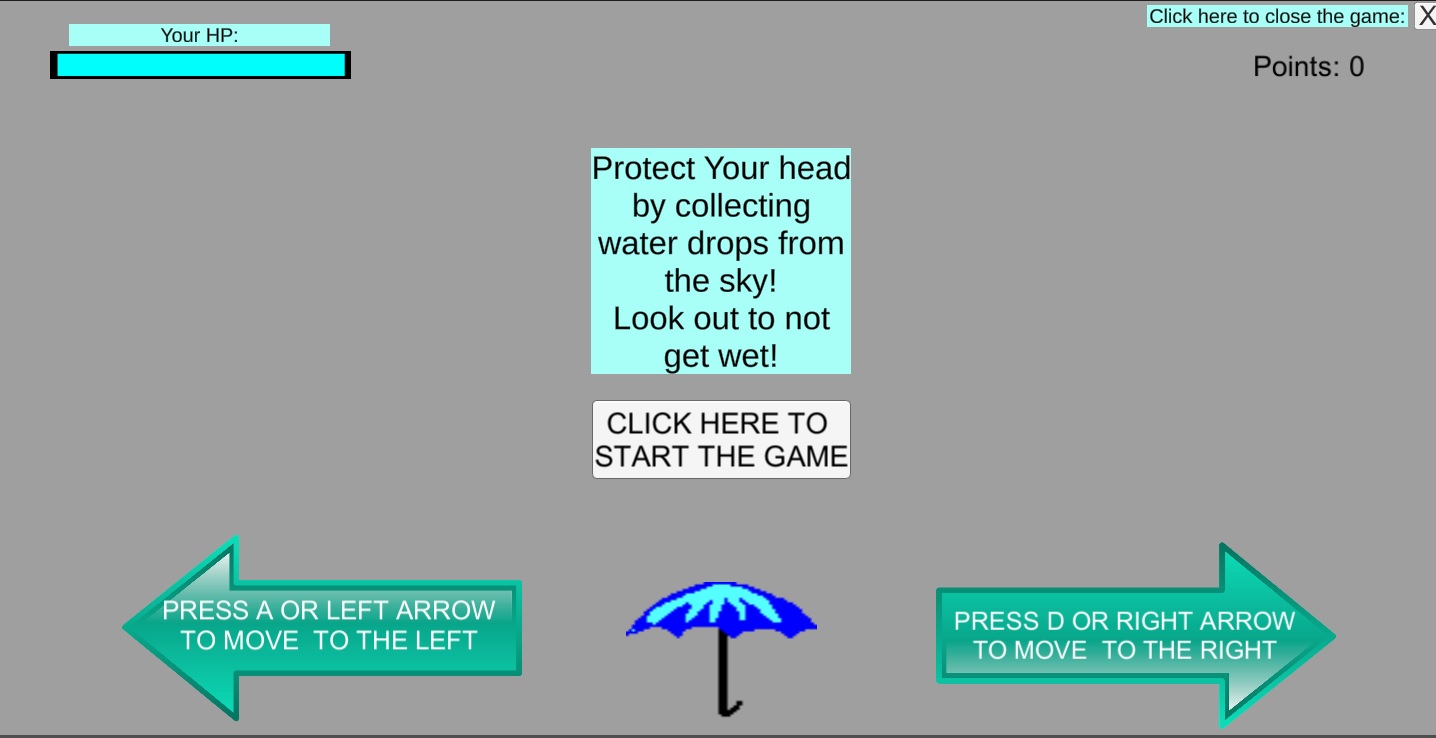 Click here to close the game: X
Your HP:
Points: 0
Protect Your head
by collecting
water drops from
the sky!
Look out to not
get wet!
CLICK HERE TO
START THE GAME
PRESS A OR LEFT ARROW
TO MOVE  TO THE LEFT
PRESS D OR RIGHT ARROW
TO MOVE  TO THE RIGHT